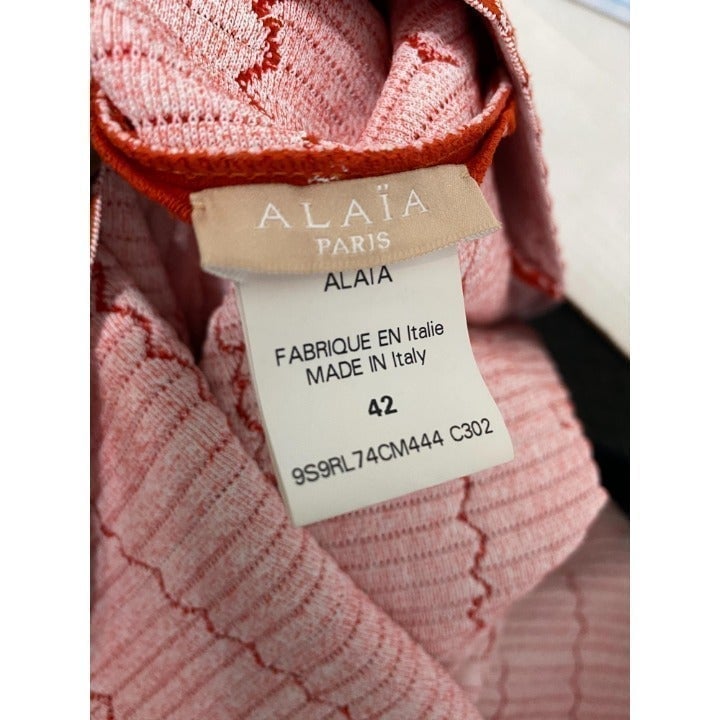 ALAÏA
PARIS
ALAIA
FABRIQUE EN Italie
MADE IN Italy
42
9S9RL74CM444 C302